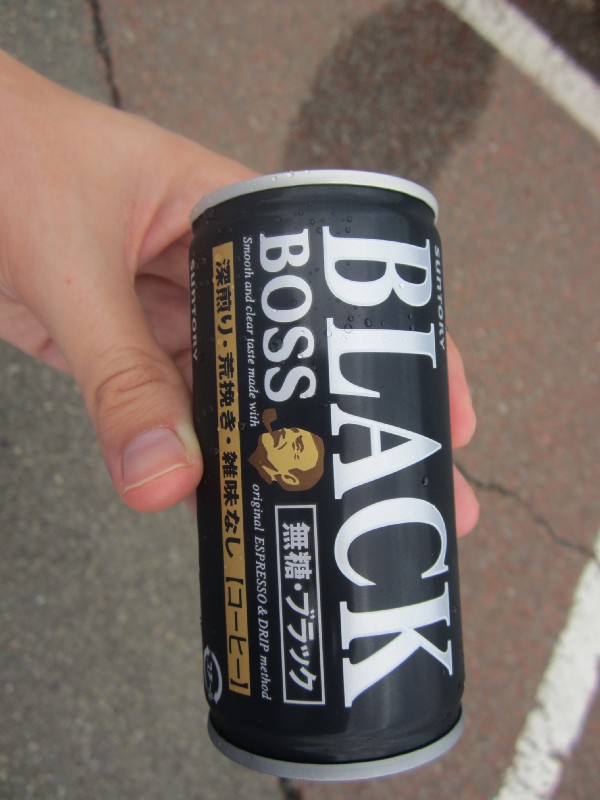 SUNTORY
BLACK
BOSS
無糖・ブラック
Smooth and clear taste made with original ESPRESSO & DRIP method
深煎り・荒挽き・雑味なし【コーヒー】
SUNTORY